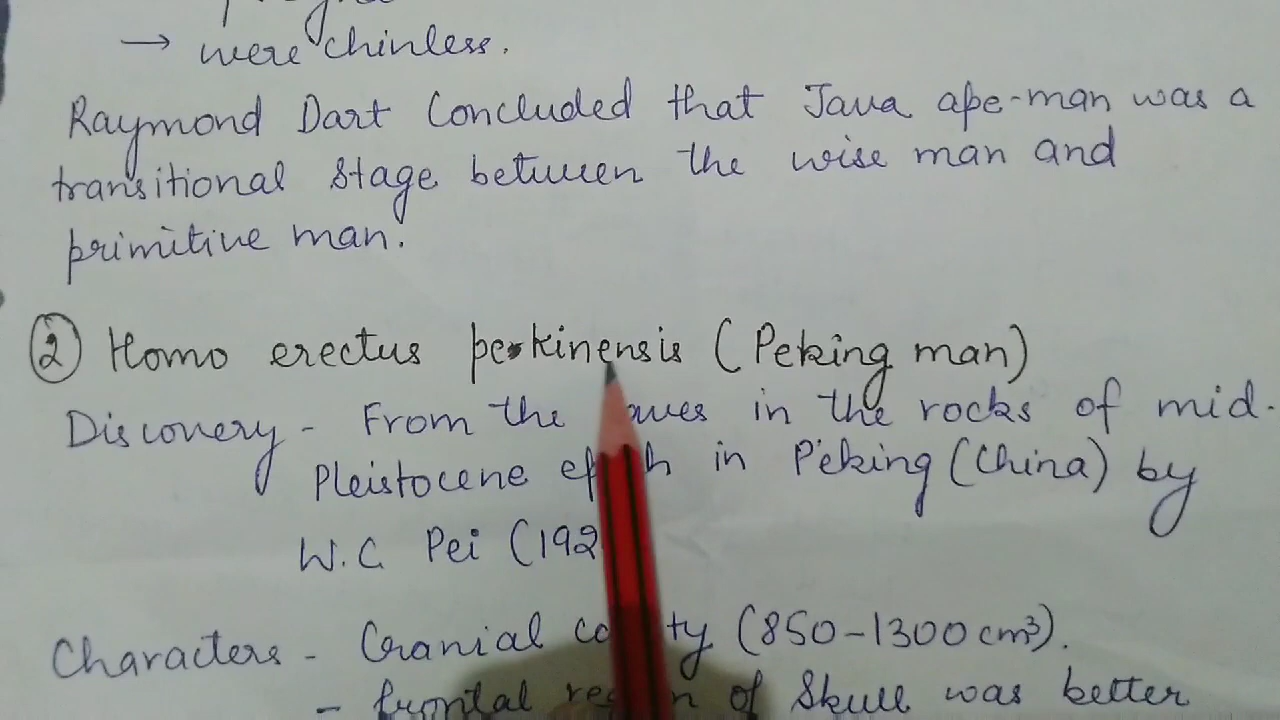 → were chinless.
Raymond Dart Concluded that Java ape-man was a
transitional stage between the wise man and
primitive man.
② Homo erectus pekinensis (Peking man)
Discovery - From the in the rocks of mid-
Pleistocene in Peking (China) by
W.C. Pei (192
Characters - Cranial (850-1300 cm³).
- frontal of Skull was better